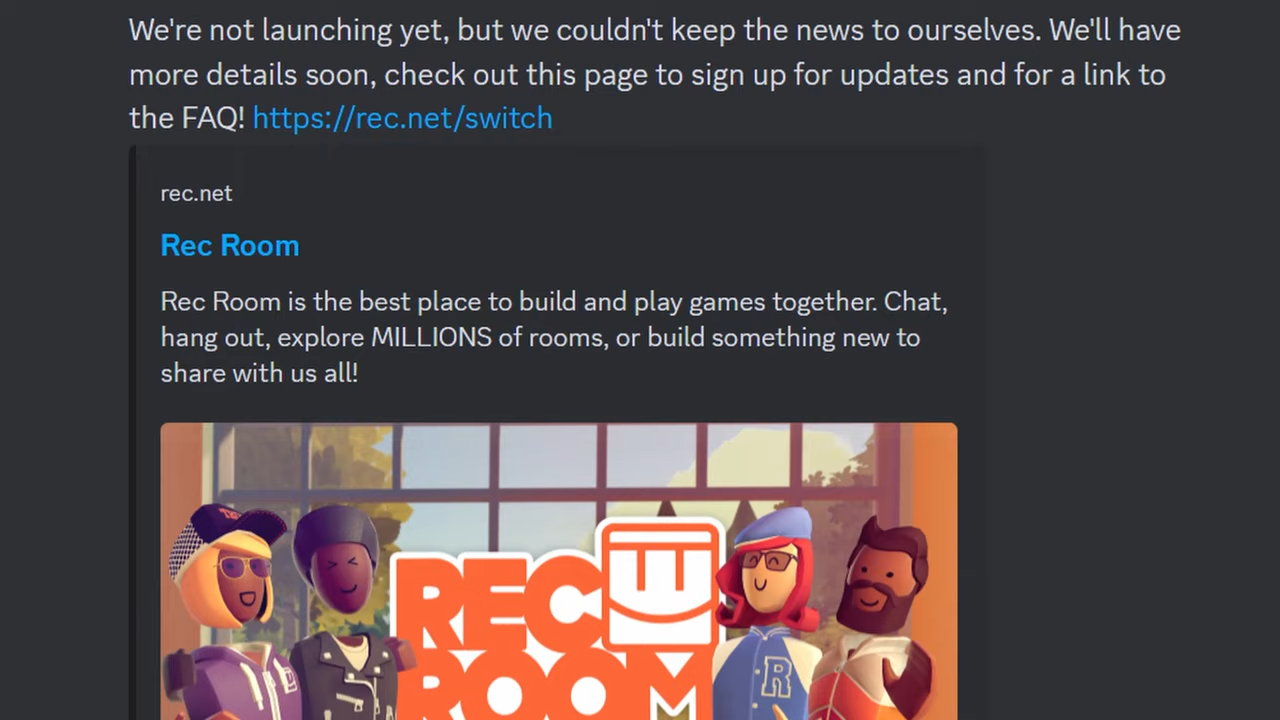 We're not launching yet, but we couldn't keep the news to ourselves. We'll have
more details soon, check out this page to sign up for updates and for a link to
the FAQ! https://rec.net/switch
rec.net
Rec Room
Rec Room is the best place to build and play games together. Chat,
hang out, explore MILLIONS of rooms, or build something new to
share with us all!
REC
ROOM
R